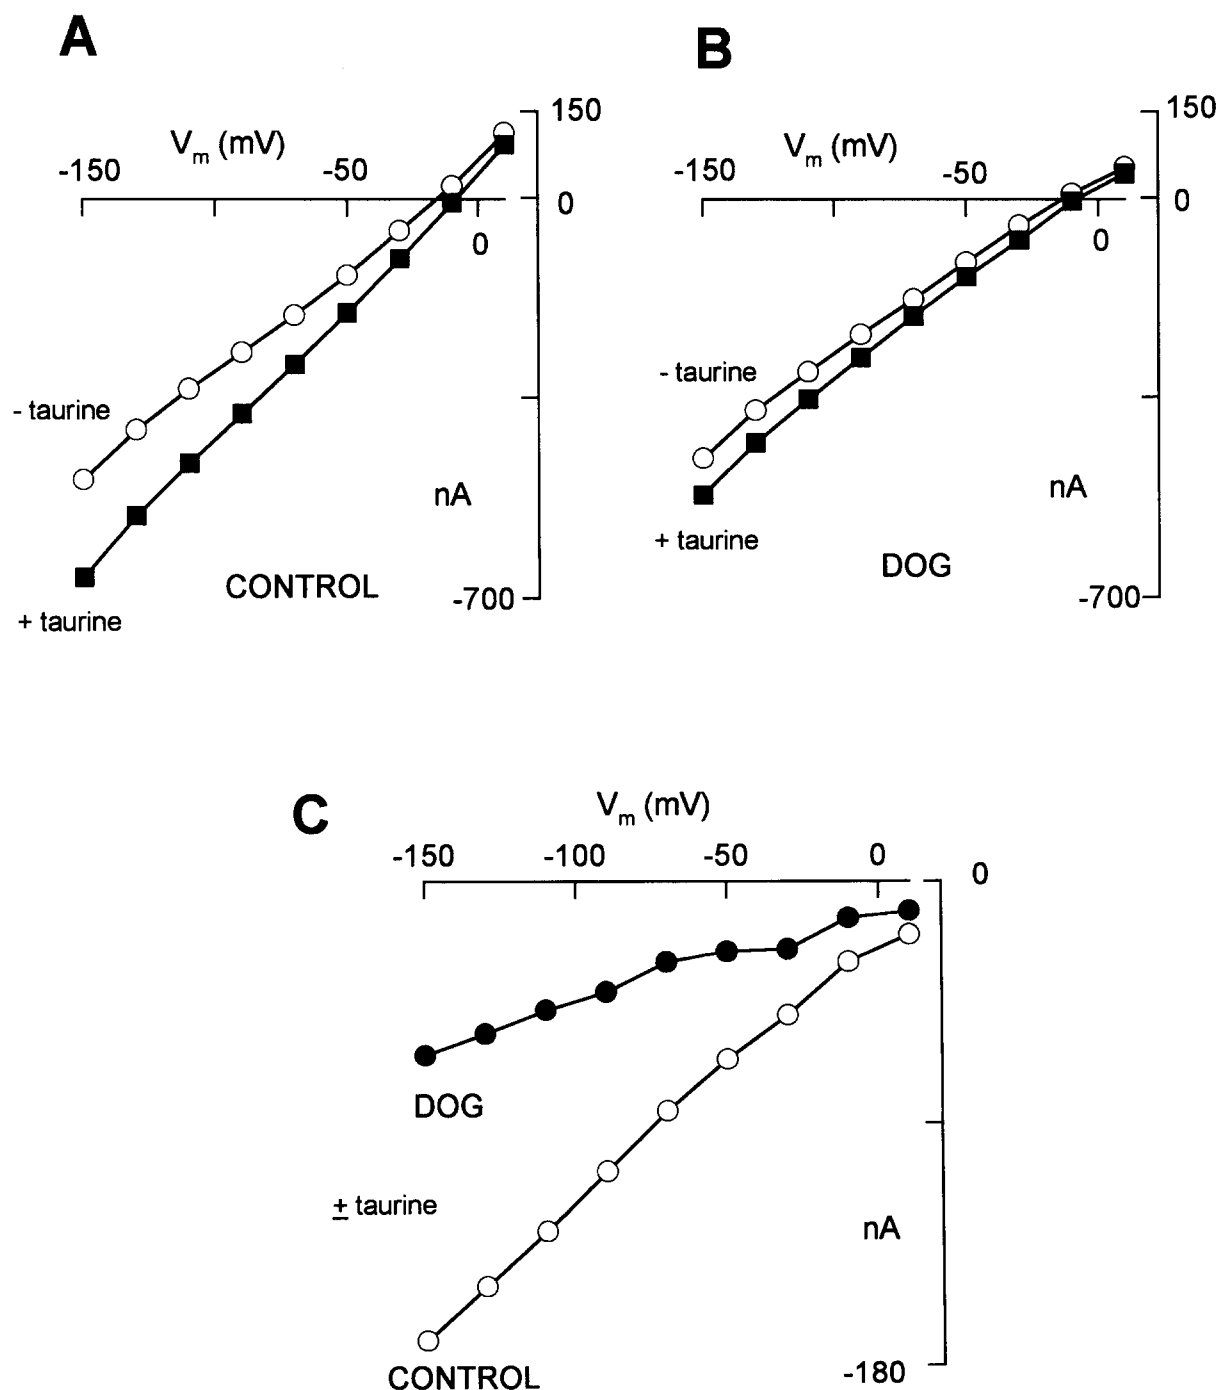 A
V_m (mV)
-150
-50
150
0
0
- taurine
nA
CONTROL
-700
+ taurine
B
V_m (mV)
-150
-50
150
0
0
- taurine
nA
+ taurine
DOG
-700
C
V_m (mV)
-150 -100 -50 0
0
DOG
± taurine
nA
CONTROL
-180